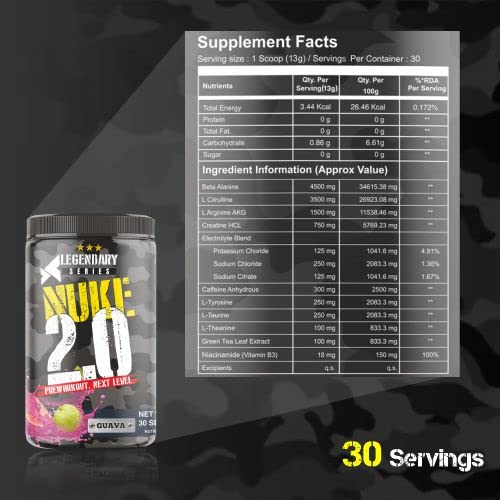 Supplement Facts
Serving size : 1 Scoop (13g) / Servings Per Container : 30
Nutrients Qty. Per Serving(13g) Qty. Per 100g %*RDA Per Serving
Total Energy 3.44 Kcal 26.46 Kcal 0.172%
Protein 0 g 0 g **
Total Fat 0 g 0 g **
Carbohydrate 0.86 g 6.61g **
Sugar 0 g 0 g **
Ingredient Information (Approx Value)
Beta Alanine 4500 mg 34615.38 mg **
L Citrulline 3500 mg 26923.08 mg **
L Arginine AKG 1500 mg 11538.46 mg **
Creatine HCL 750 mg 5769.23 mg **
Electrolyte Blend
Potassium Choride 125 mg 1041.6 mg 4.91%
Sodium Chloride 250 mg 2083.3 mg 1.36%
Sodium Citrate 125 mg 1041.6 mg 1.67%
Caffeine Anhydrous 300 mg 2500 mg **
L-Tyrosine 250 mg 2083.3 mg **
L-Taurine 250 mg 2083.3 mg **
L-Theanine 100 mg 833.3 mg **
Green Tea Leaf Extract 100 mg 833.3 mg **
Niacinamide (Vitamin B3) 18 mg 150 mg 100%
Excipients q.s. q.s.
LEGENDARY
SERIES
NUKE
2.0
PREWORKOUT. NEXT LEVEL
GUAVA
NET
30 SE
30 Servings